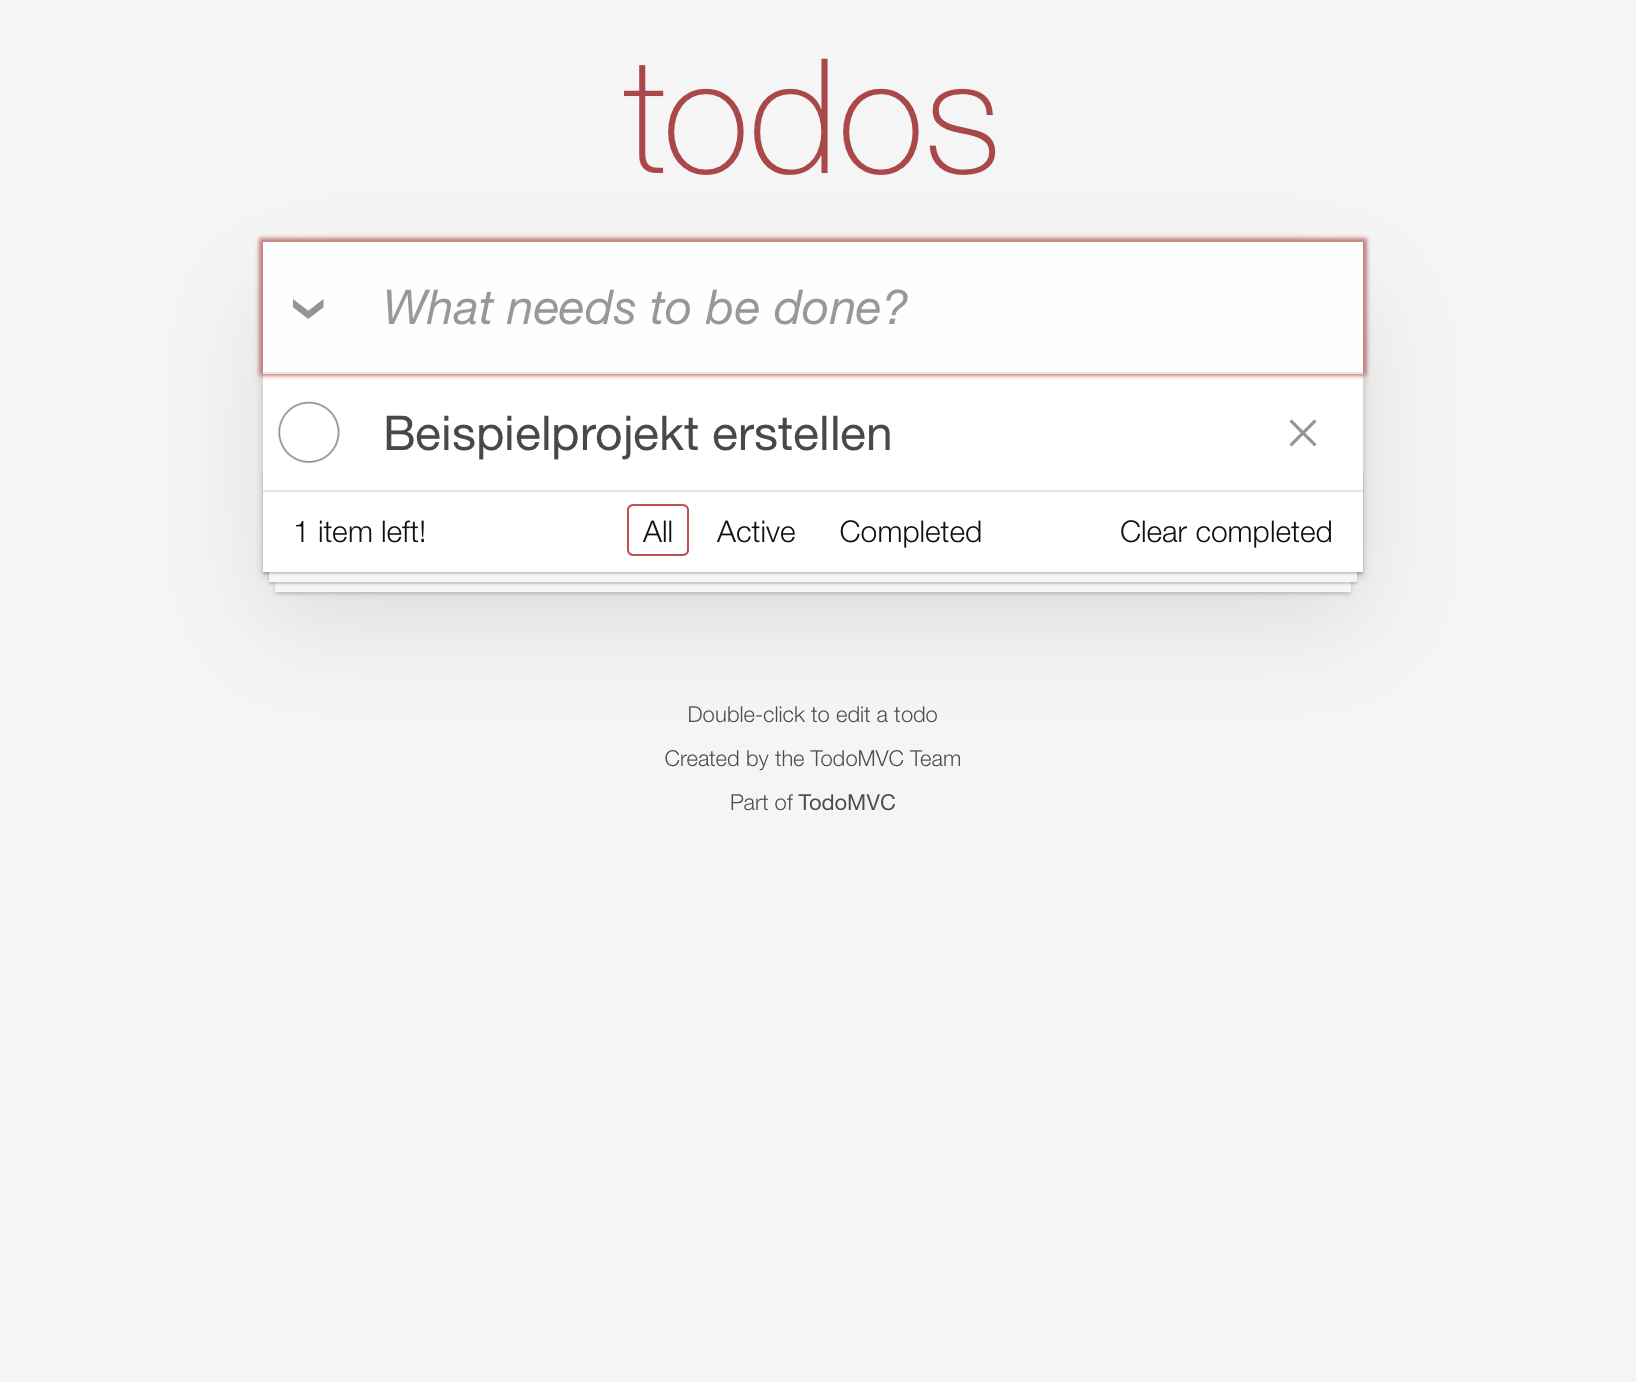 todos
What needs to be done?
Beispielprojekt erstellen
1 item left! All Active Completed Clear completed
Double-click to edit a todo
Created by the TodoMVC Team
Part of TodoMVC